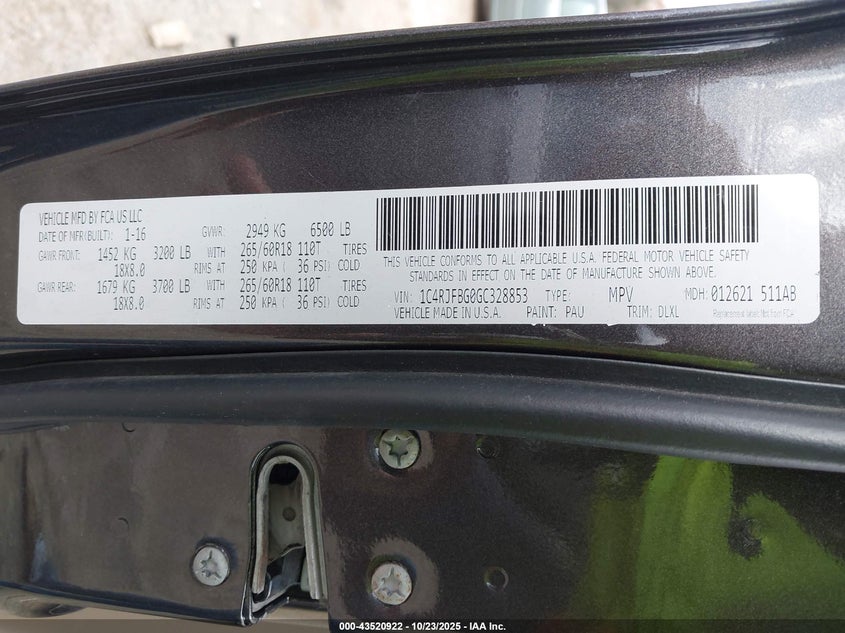 VEHICLE MFD BY FCA US LLC
DATE OF MFR(BUILT): 1-16 GVWR: 2949 KG 6500 LB
GAWR FRONT: 1452 KG 3200 LB WITH 265/60R18 110T TIRES
18X8.0 RIMS AT 250 KPA ( 36 PSI) COLD
GAWR REAR: 1679 KG 3700 LB WITH 265/60R18 110T TIRES
18X8.0 RIMS AT 250 KPA ( 36 PSI) COLD
THIS VEHICLE CONFORMS TO ALL APPLICABLE U.S.A. FEDERAL MOTOR VEHICLE SAFETY
STANDARDS IN EFFECT ON THE DATE OF MANUFACTURE SHOWN ABOVE.
VIN: 1C4RJFBG0GC328853 TYPE: MPV MDH: 012621 511AB
VEHICLE MADE IN U.S.A. PAINT: PAU TRIM: DLXL Replacement label: Not from FCA
000-43520922 - 10/23/2025 - IAA Inc.